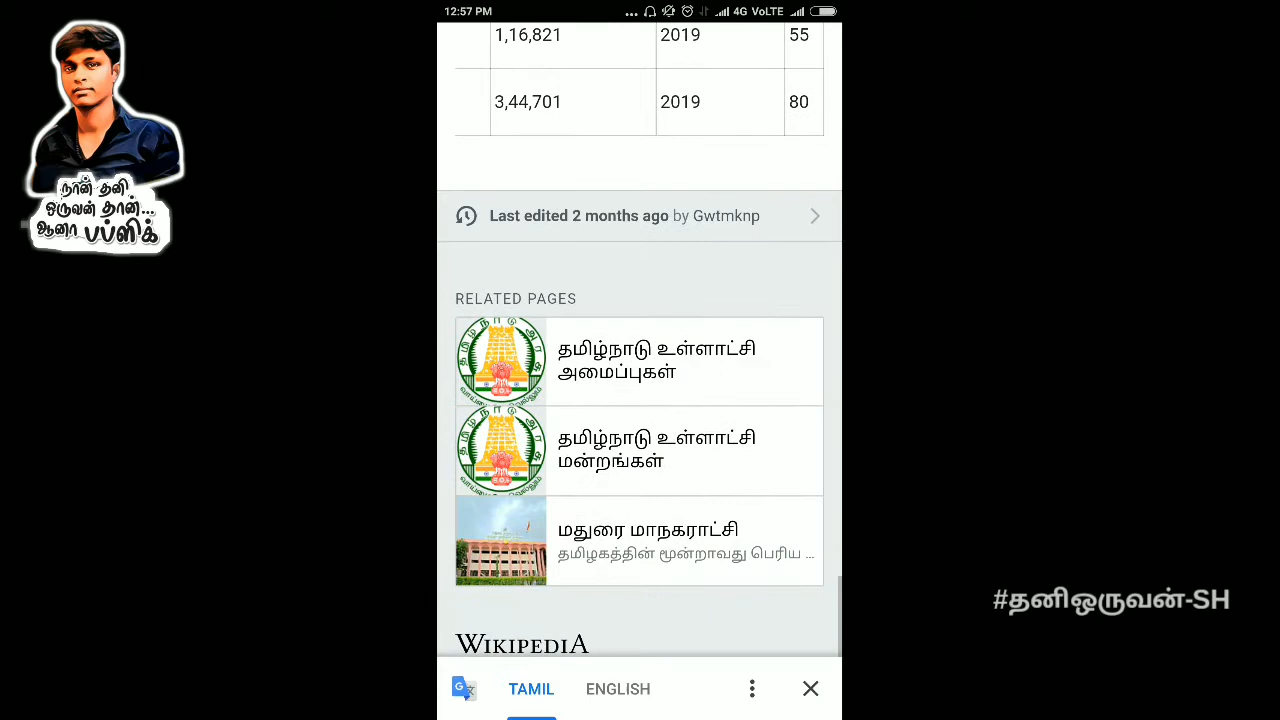 12:57 PM
4G VoLTE
1,16,821 2019 55
3,44,701 2019 80
நான் தனி
ஒருவன் தான்...
ஆனா பப்ளிக்
Last edited 2 months ago by Gwtmknp
RELATED PAGES
தமிழ்நாடு உள்ளாட்சி
அமைப்புகள்
தமிழ்நாடு உள்ளாட்சி
மன்றங்கள்
மதுரை மாநகராட்சி
தமிழகத்தின் மூன்றாவது பெரிய ...
#தனிஒருவன்-SH
WIKIPEDIA
TAMIL ENGLISH